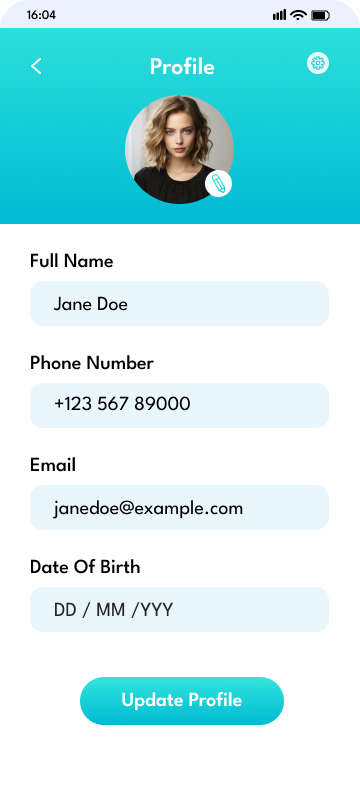 16:04
Profile
Full Name
Jane Doe
Phone Number
+123 567 89000
Email
janedoe@example.com
Date Of Birth
DD / MM /YYY
Update Profile